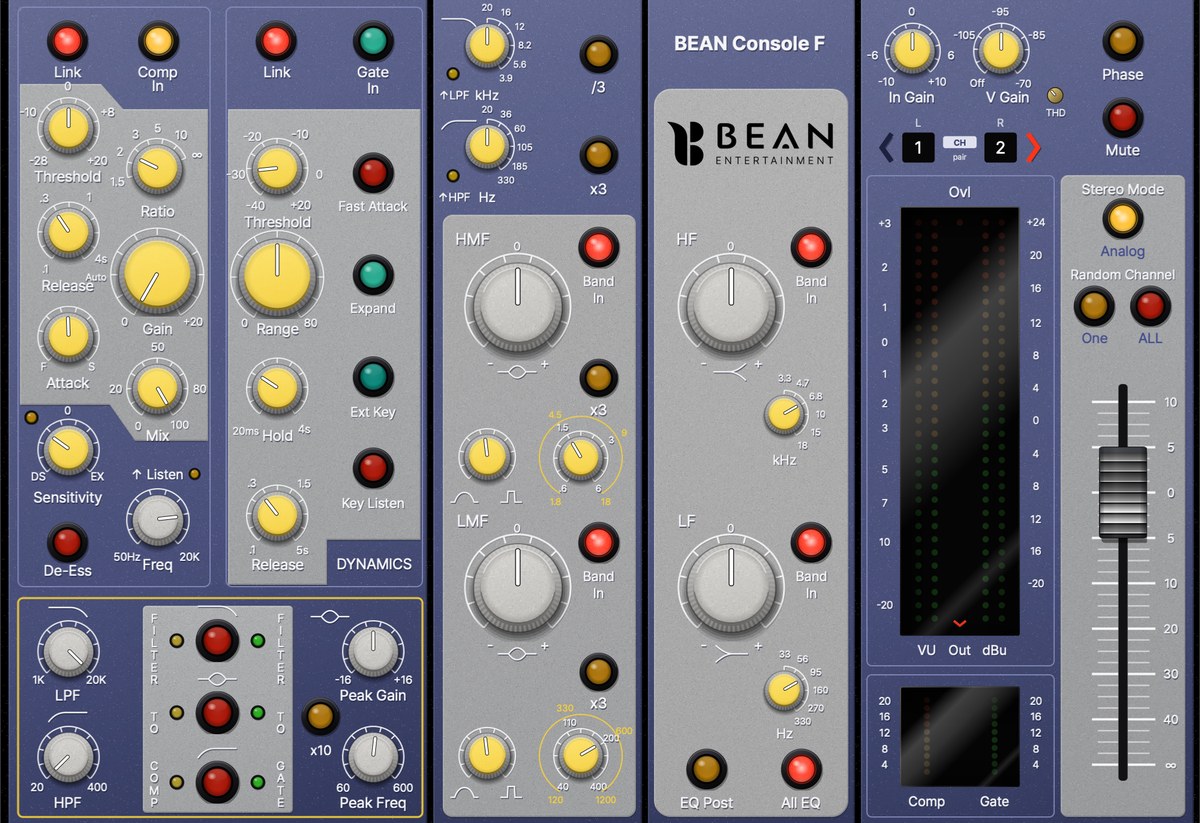 Link
Comp
In
0
-10
+8
-28
+20
Threshold
3
5
10
2
∞
1.5
Ratio
.3
1
.1
4s
Auto
Release
0
+20
Gain
F
S
Attack
50
20
80
0
100
Mix
0
DS
EX
Sensitivity
↑ Listen
50Hz
20K
Freq
De-Ess
Link
Gate
In
-20
-10
-30
0
-40
+20
Threshold
Fast Attack
0
80
Range
Expand
20ms
4s
Hold
Ext Key
.3
1.5
.1
5s
Release
Key Listen
DYNAMICS
1K
20K
LPF
20
400
HPF
FILTER
TO
COMP
FILTER
TO
GATE
-16
+16
Peak Gain
x10
60
600
Peak Freq
20
16
12
8.2
5.6
3.9
↑LPF kHz
/3
20
36
60
105
185
330
↑HPF Hz
x3
HMF
0
-
+
Band
In
x3
4.5
1.5
3
9
.6
6
1.8
18
LMF
0
-
+
Band
In
x3
330
110
200
600
40
400
120
1200
BEAN Console F
BEAN
ENTERTAINMENT
HF
0
-
+
Band
In
3.3
4.7
6.8
10
15
18
kHz
LF
0
-
+
Band
In
33
56
95
160
270
330
Hz
EQ Post
All EQ
0
-6
6
-10
+10
In Gain
-95
-105
-85
Off
-70
V Gain
THD
Phase
Mute
L
R
1
CH
pair
2
Ovl
+3
2
1
0
1
2
3
5
7
10
-20
+24
20
16
12
8
4
0
4
8
12
16
-20
VU Out dBu
20
16
12
8
4
20
16
12
8
4
Comp
Gate
Stereo Mode
Analog
Random Channel
One
ALL
10
5
0
5
10
20
30
40
∞